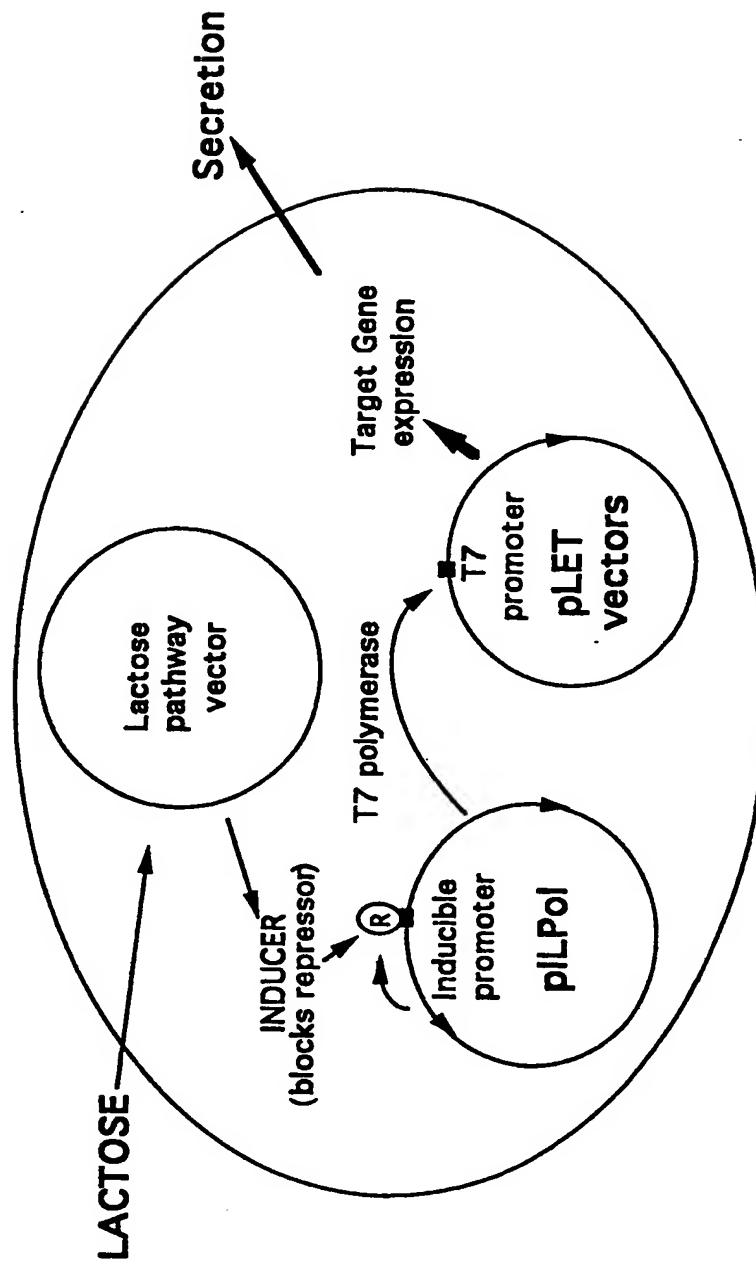 LACTOSE
Lactose
pathway
vector
INDUCER
(blocks repressor)
R
Inducible
promoter
pILPol
T7 polymerase
T7
promoter
pLET
vectors
Target Gene
expression
Secretion